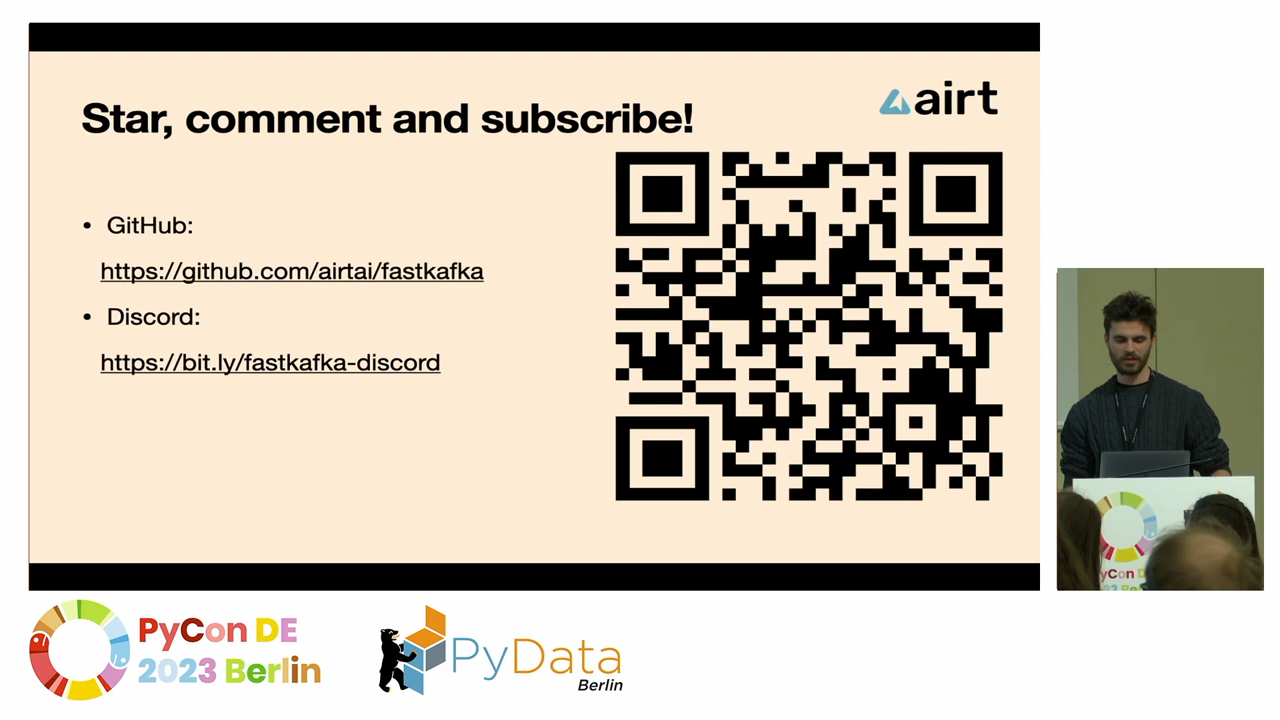 Star, comment and subscribe!
airt
• GitHub:
https://github.com/airtai/fastkafka
• Discord:
https://bit.ly/fastkafka-discord
PyCon DE
2023 Berlin
PyData
Berlin